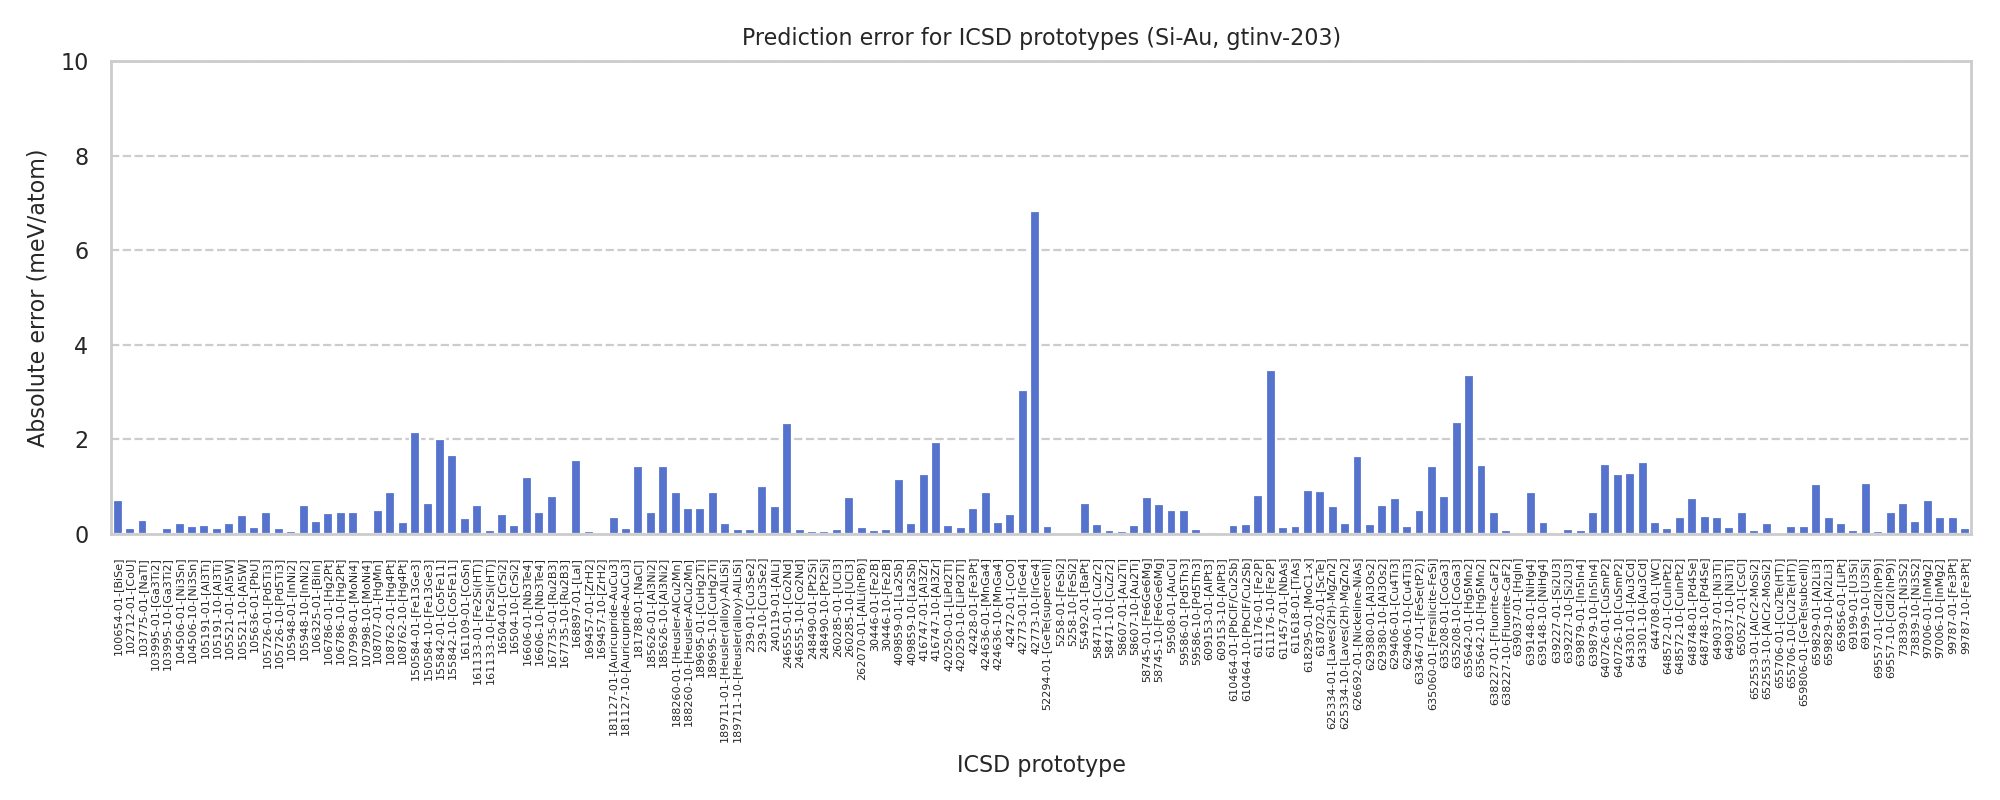 Prediction error for ICSD prototypes (Si-Au, gtinv-203)
Absolute error (meV/atom)
10
8
6
4
2
0
100654-01-[BiSe]
102712-01-[CoU]
103775-01-[NaTl]
103995-01-[Ga3Ti2]
103995-10-[Ga3Ti2]
104506-01-[Ni3Sn]
104506-10-[Ni3Sn]
105191-01-[Al3Ti]
105191-10-[Al3Ti]
105521-01-[Al5W]
105521-10-[Al5W]
105636-01-[PbU]
105726-01-[Pd5Ti3]
105726-10-[Pd5Ti3]
105948-01-[InNi2]
105948-10-[InNi2]
106325-01-[BiIn]
106786-01-[Hg2Pt]
106786-10-[Hg2Pt]
107998-01-[MoNi4]
107998-10-[MoNi4]
108707-01-[HgMn]
108762-01-[Hg4Pt]
108762-10-[Hg4Pt]
150584-01-[Fe13Ge3]
150584-10-[Fe13Ge3]
155842-01-[Co5Fe11]
155842-10-[Co5Fe11]
161109-01-[CoSn]
161133-01-[Fe2Si(HT)]
161133-10-[Fe2Si(HT)]
16504-01-[CrSi2]
16504-10-[CrSi2]
16606-01-[Nb3Te4]
16606-10-[Nb3Te4]
167735-01-[Ru2B3]
167735-10-[Ru2B3]
168897-01-[LaI]
169457-01-[ZrH2]
169457-10-[ZrH2]
181127-01-[Auricupride-AuCu3]
181127-10-[Auricupride-AuCu3]
181788-01-[NaCl]
185626-01-[Al3Ni2]
185626-10-[Al3Ni2]
188260-01-[Heusler-AlCu2Mn]
188260-10-[Heusler-AlCu2Mn]
189695-01-[CuHg2Ti]
189695-10-[CuHg2Ti]
189711-01-[Heusler(alloy)-AlLiSi]
189711-10-[Heusler(alloy)-AlLiSi]
239-01-[Cu3Se2]
239-10-[Cu3Se2]
240119-01-[AlLi]
246555-01-[Co2Nd]
246555-10-[Co2Nd]
248490-01-[Pt2Si]
248490-10-[Pt2Si]
260285-01-[UCl3]
260285-10-[UCl3]
262070-01-[AlLi(hP8)]
30446-01-[Fe2B]
30446-10-[Fe2B]
409859-01-[La2Sb]
409859-10-[La2Sb]
416747-01-[Al3Zr]
416747-10-[Al3Zr]
420250-01-[LiPd2Tl]
420250-10-[LiPd2Tl]
42428-01-[Fe3Pt]
424636-01-[MnGa4]
424636-10-[MnGa4]
42472-01-[CoO]
42773-01-[IrGe4]
42773-10-[IrGe4]
52294-01-[GeTe(supercell)]
5258-01-[FeSi2]
5258-10-[FeSi2]
55492-01-[BaPt]
58471-01-[CuZr2]
58471-10-[CuZr2]
58607-01-[Au2Ti]
58607-10-[Au2Ti]
58745-01-[Fe6Ge6Mg]
58745-10-[Fe6Ge6Mg]
59508-01-[AuCu]
59586-01-[Pd5Th3]
59586-10-[Pd5Th3]
609153-01-[AlPt3]
609153-10-[AlPt3]
610464-01-[PbClF/Cu2Sb]
610464-10-[PbClF/Cu2Sb]
611176-01-[Fe2P]
611176-10-[Fe2P]
611457-01-[NbAs]
611618-01-[TiAs]
618295-01-[MoC1-x]
618702-01-[ScTe]
625334-01-[Laves(2H)-MgZn2]
625334-10-[Laves(2H)-MgZn2]
626692-01-[Nickeline-NiAs]
629380-01-[Al3Os2]
629380-10-[Al3Os2]
629406-01-[Cu4Ti3]
629406-10-[Cu4Ti3]
633467-01-[FeSe(tP2)]
635060-01-[Fersilicite-FeSi]
635208-01-[CoGa3]
635208-10-[CoGa3]
635642-01-[Hg5Mn2]
635642-10-[Hg5Mn2]
638227-01-[Fluorite-CaF2]
638227-10-[Fluorite-CaF2]
639037-01-[HgIn]
639148-01-[NiHg4]
639148-10-[NiHg4]
639227-01-[Si2U3]
639227-10-[Si2U3]
639879-01-[In5In4]
639879-10-[In5In4]
640726-01-[CuSmP2]
640726-10-[CuSmP2]
643301-01-[Au3Cd]
643301-10-[Au3Cd]
644708-01-[WC]
648572-01-[CuInPt2]
648572-10-[CuInPt2]
648748-01-[Pd4Se]
648748-10-[Pd4Se]
649037-01-[Ni3Ti]
649037-10-[Ni3Ti]
650527-01-[CsCl]
652553-01-[AlCr2-MoSi2]
652553-10-[AlCr2-MoSi2]
655706-01-[Cu2Te(HT)]
655706-10-[Cu2Te(HT)]
659806-01-[GeTe(subcell)]
659829-01-[Al2Li3]
659829-10-[Al2Li3]
659856-01-[LiPt]
69199-01-[U3Si]
69199-10-[U3Si]
69557-01-[CdI2(hP9)]
69557-10-[CdI2(hP9)]
73839-01-[Ni3S2]
73839-10-[Ni3S2]
97006-01-[InMg2]
97006-10-[InMg2]
99787-01-[Fe3Pt]
99787-10-[Fe3Pt]
ICSD prototype